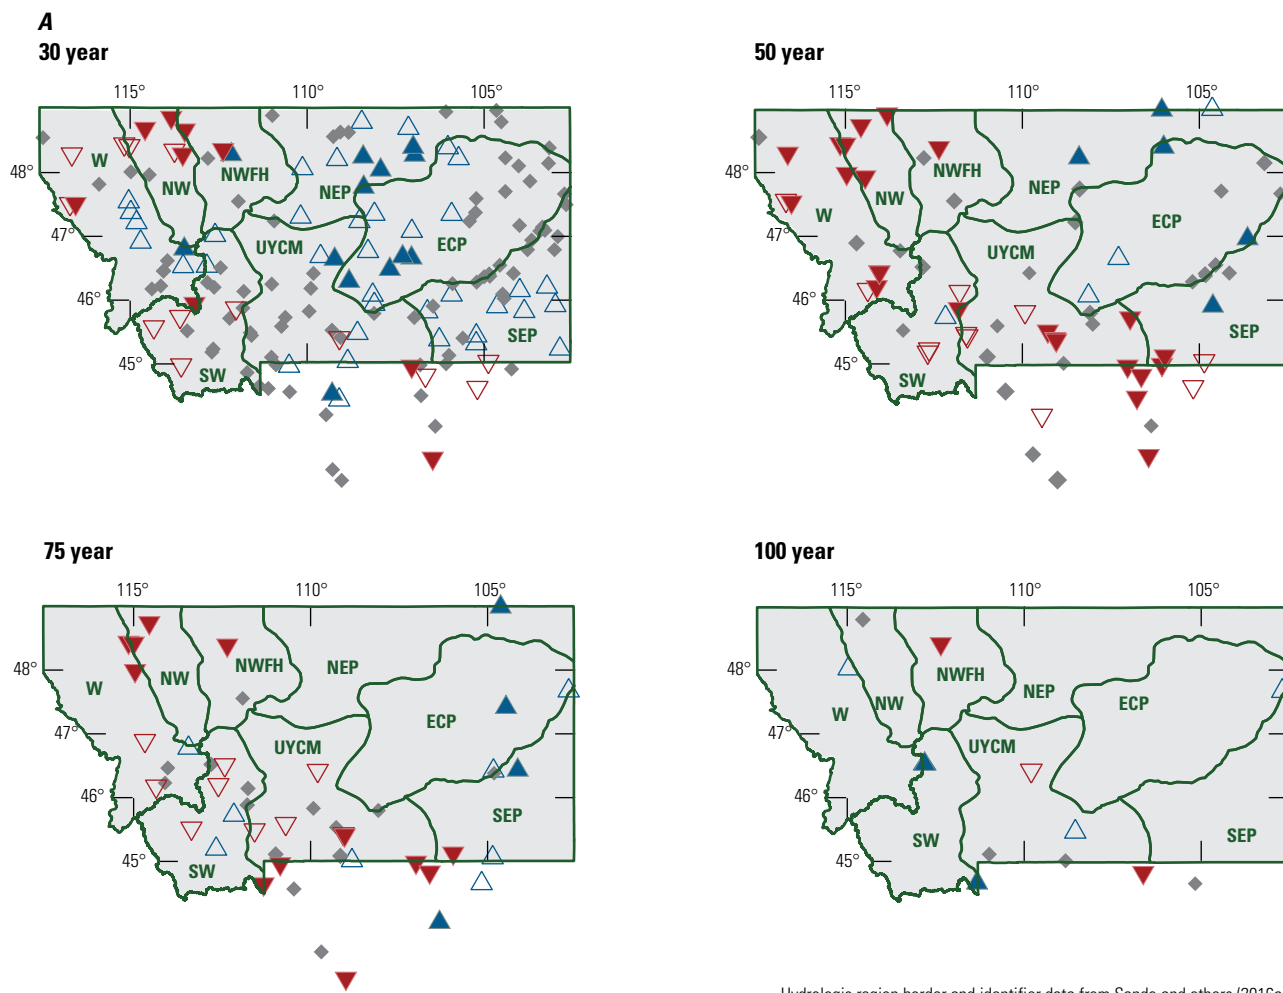 A
30 year
115° 110° 105°
48°
47°
46°
45°
W
NW
NWFH
NEP
UYCM
ECP
SEP
SW
50 year
115° 110° 105°
48°
47°
46°
45°
W
NW
NWFH
NEP
UYCM
ECP
SEP
SW
75 year
115° 110° 105°
48°
47°
46°
45°
W
NW
NWFH
NEP
UYCM
ECP
SEP
SW
100 year
115° 110° 105°
48°
47°
46°
45°
W
NW
NWFH
NEP
UYCM
ECP
SEP
SW